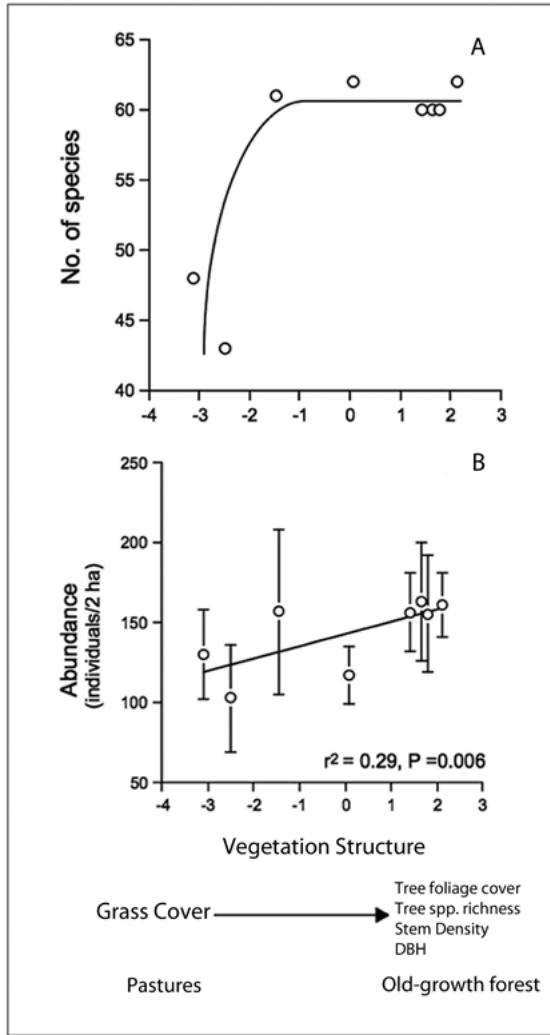 A
65
60
55
50
45
40
No. of species
-4 -3 -2 -1 0 1 2 3
B
250
200
150
100
50
Abundance
(individuals/2 ha)
r2 = 0.29, P =0.006
-4 -3 -2 -1 0 1 2 3
Vegetation Structure
Grass Cover
Tree foliage cover
Tree spp. richness
Stem Density
DBH
Pastures
Old-growth forest